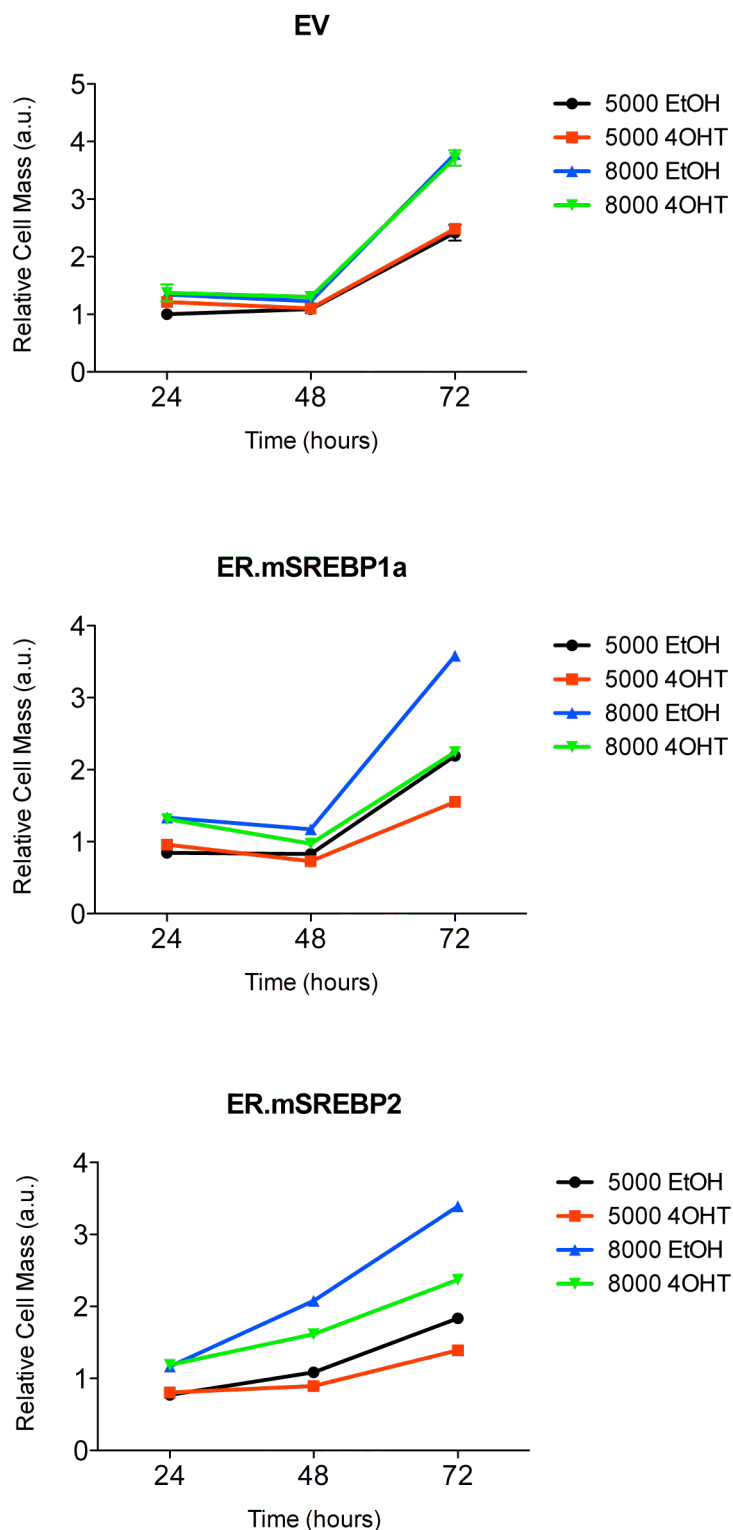 EV
Relative Cell Mass (a.u.)
5
4
3
2
1
0
24 48 72
Time (hours)
5000 EtOH
5000 4OHT
8000 EtOH
8000 4OHT
ER.mSREBP1a
Relative Cell Mass (a.u.)
4
3
2
1
0
24 48 72
Time (hours)
5000 EtOH
5000 4OHT
8000 EtOH
8000 4OHT
ER.mSREBP2
Relative Cell Mass (a.u.)
4
3
2
1
0
24 48 72
Time (hours)
5000 EtOH
5000 4OHT
8000 EtOH
8000 4OHT